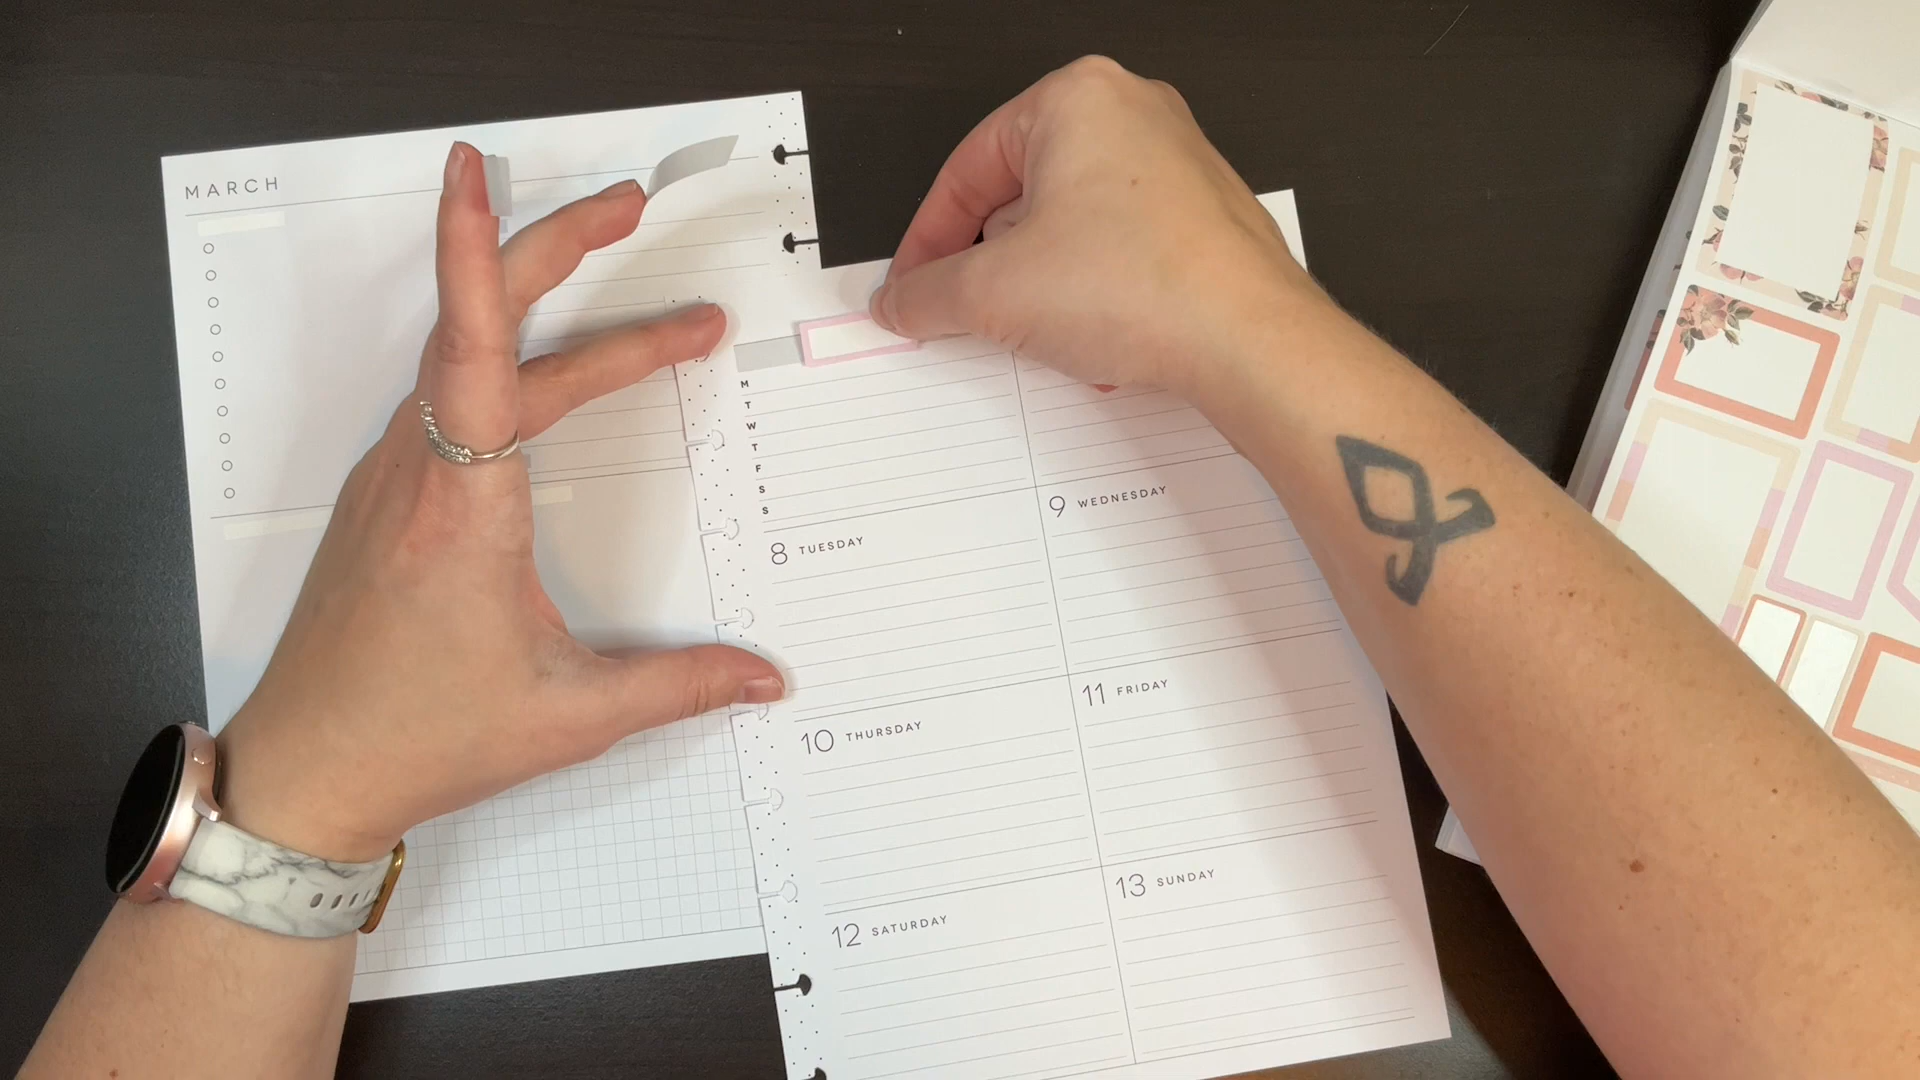 MARCH
M
T
W
T
F
S
S
8 TUESDAY
9 WEDNESDAY
10 THURSDAY
11 FRIDAY
12 SATURDAY
13 SUNDAY